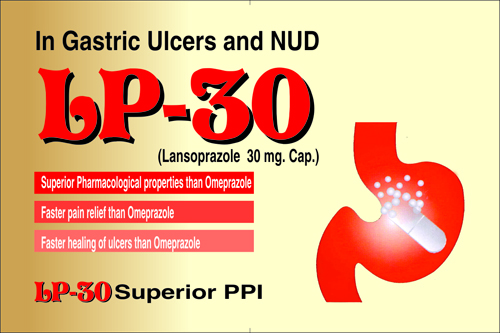 In Gastric Ulcers and NUD
LP-30
(Lansoprazole 30 mg. Cap.)
Superior Pharmacological properties than Omeprazole
Faster pain relief than Omeprazole
Faster healing of ulcers than Omeprazole
LP-30 Superior PPI